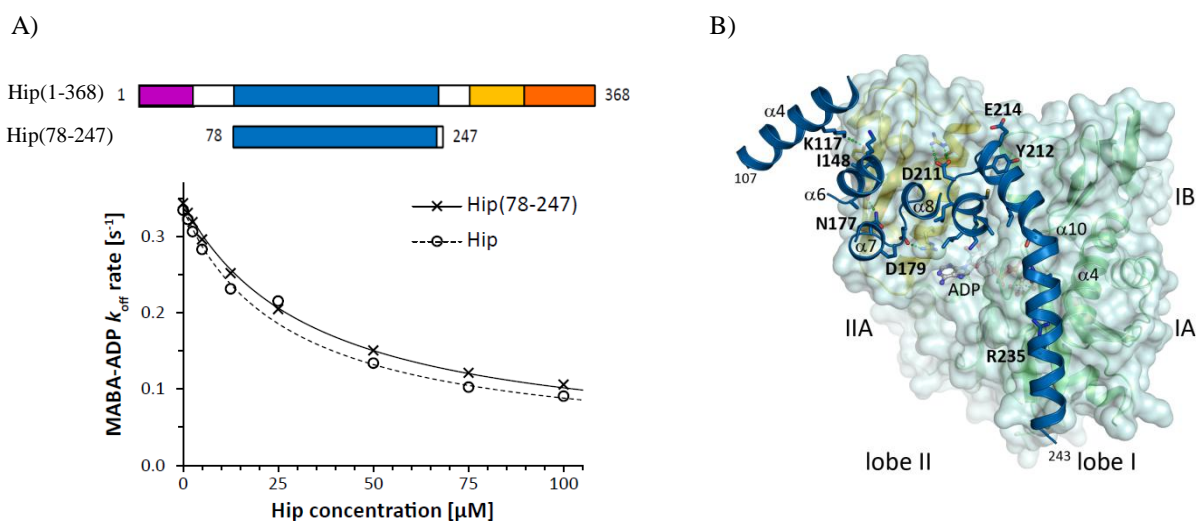 A)
Hip(1-368) 1 368
Hip(78-247) 78 247
MABA-ADP koff rate [s-1]
0.3
0.2
0.1
0.0
Hip(78-247)
Hip
0 25 50 75 100
Hip concentration [µM]
B)
α4
107
K117
I148
α6
N177
α7
D179
D211
α8
E214
Y212
IB
α10
α4
ADP
IIA
IA
R235
243
lobe II
lobe I